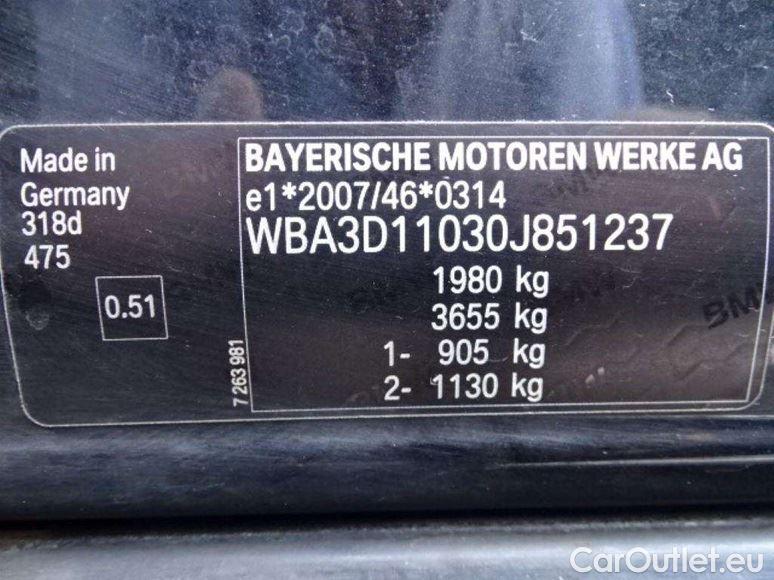 Made in
Germany
318d
475
0.51
7 263 981
BAYERISCHE MOTOREN WERKE AG
e1*2007/46*0314
WBA3D11030J851237
1980 kg
3655 kg
1- 905 kg
2- 1130 kg
BMW
CarOutlet.eu